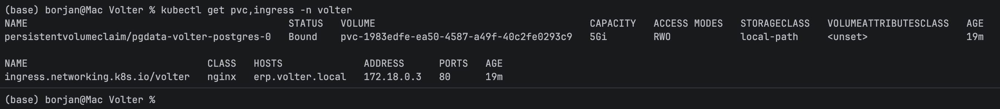 (base) borjan@Mac Volter % kubectl get pvc,ingress -n volter
NAME STATUS VOLUME CAPACITY ACCESS MODES STORAGECLASS VOLUMEATTRIBUTESCLASS AGE
persistentvolumeclaim/pgdata-volter-postgres-0 Bound pvc-1983edfe-ea50-4587-a49f-40c2fe0293c9 5Gi RWO local-path <unset> 19m
NAME CLASS HOSTS ADDRESS PORTS AGE
ingress.networking.k8s.io/volter nginx erp.volter.local 172.18.0.3 80 19m
(base) borjan@Mac Volter %